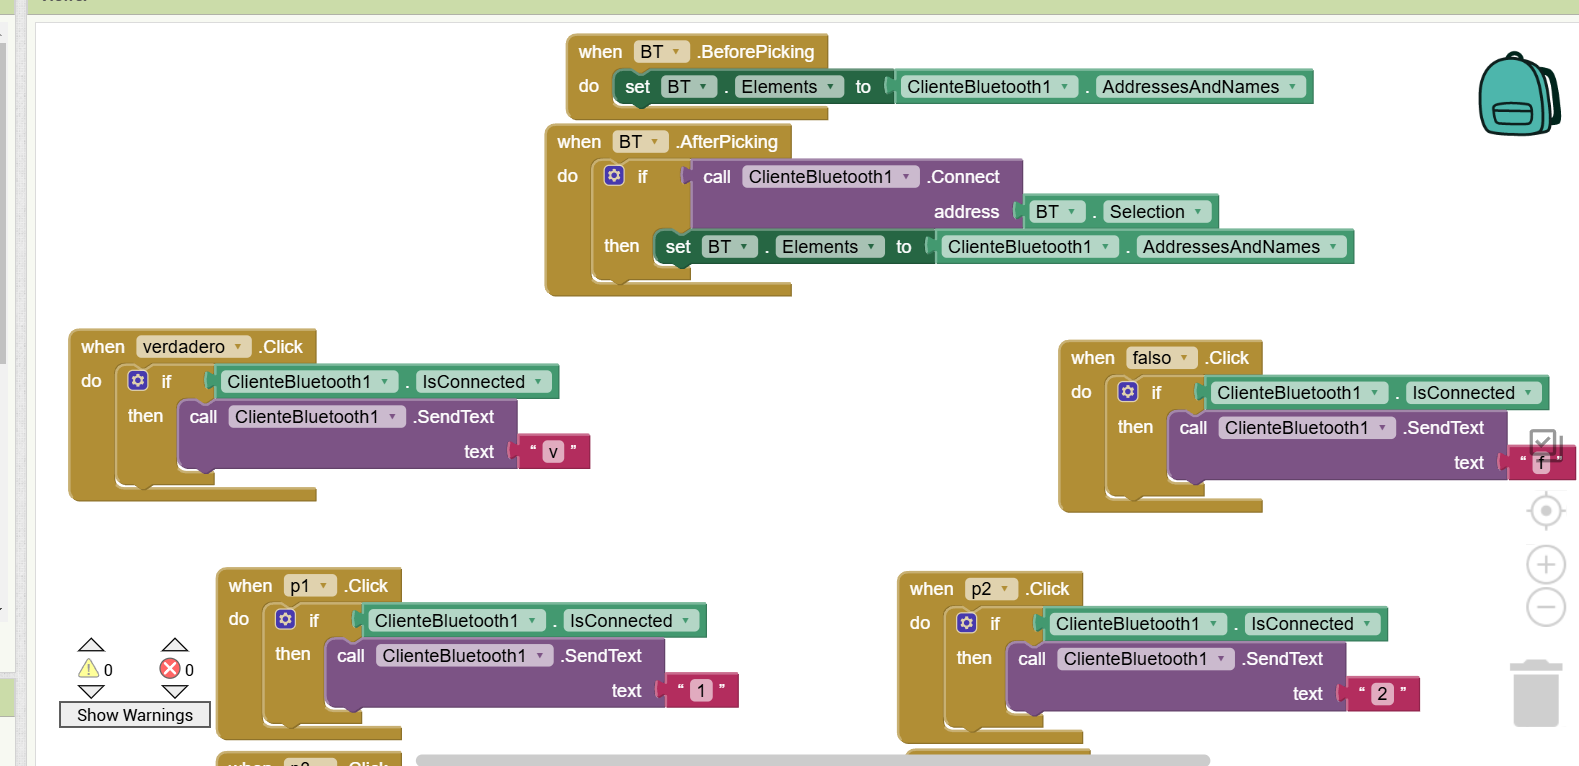 when BT .BeforePicking
do set BT . Elements to ClienteBluetooth1 . AddressesAndNames
when BT .AfterPicking
do if call ClienteBluetooth1 .Connect
address BT . Selection
then set BT . Elements to ClienteBluetooth1 . AddressesAndNames
when verdadero .Click
do if ClienteBluetooth1 . IsConnected
then call ClienteBluetooth1 .SendText
text “ v ”
when falso .Click
do if ClienteBluetooth1 . IsConnected
then call ClienteBluetooth1 .SendText
text “ f ”
when p1 .Click
do if ClienteBluetooth1 . IsConnected
then call ClienteBluetooth1 .SendText
text “ 1 ”
when p2 .Click
do if ClienteBluetooth1 . IsConnected
then call ClienteBluetooth1 .SendText
text “ 2 ”
0 0
Show Warnings